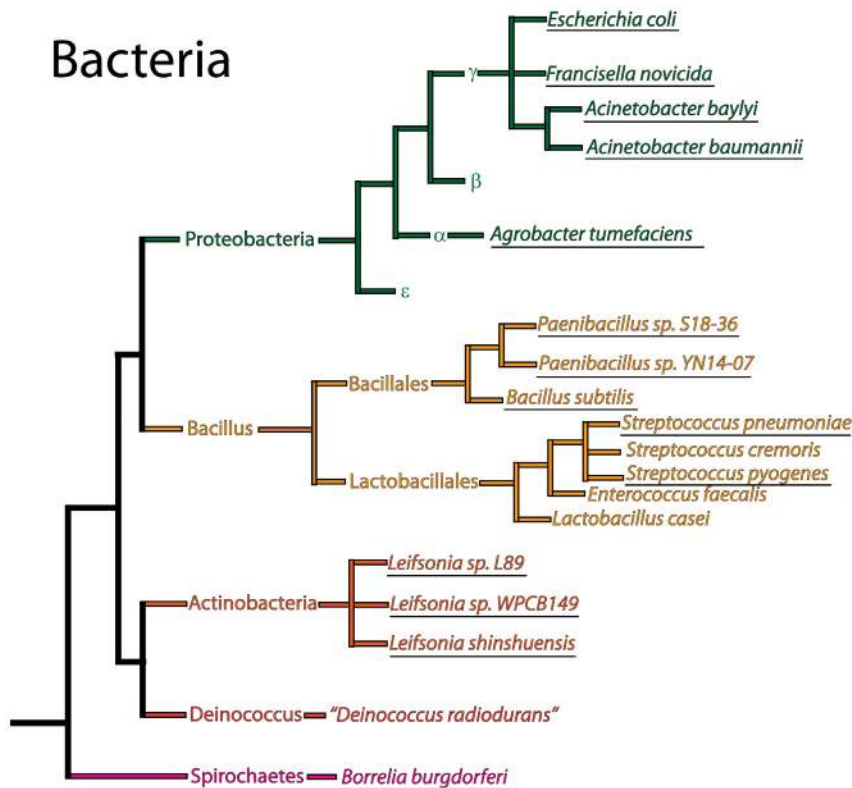 Bacteria
Escherichia coli
γ
Francisella novicida
Acinetobacter baylyi
Acinetobacter baumannii
β
Proteobacteria
α
Agrobacter tumefaciens
ε
Paenibacillus sp. S18-36
Paenibacillus sp. YN14-07
Bacillales
Bacillus subtilis
Bacillus
Streptococcus pneumoniae
Streptococcus cremoris
Lactobacillales
Streptococcus pyogenes
Enterococcus faecalis
Lactobacillus casei
Leifsonia sp. L89
Actinobacteria
Leifsonia sp. WPCB149
Leifsonia shinshuensis
Deinococcus
"Deinococcus radiodurans"
Spirochaetes
Borrelia burgdorferi